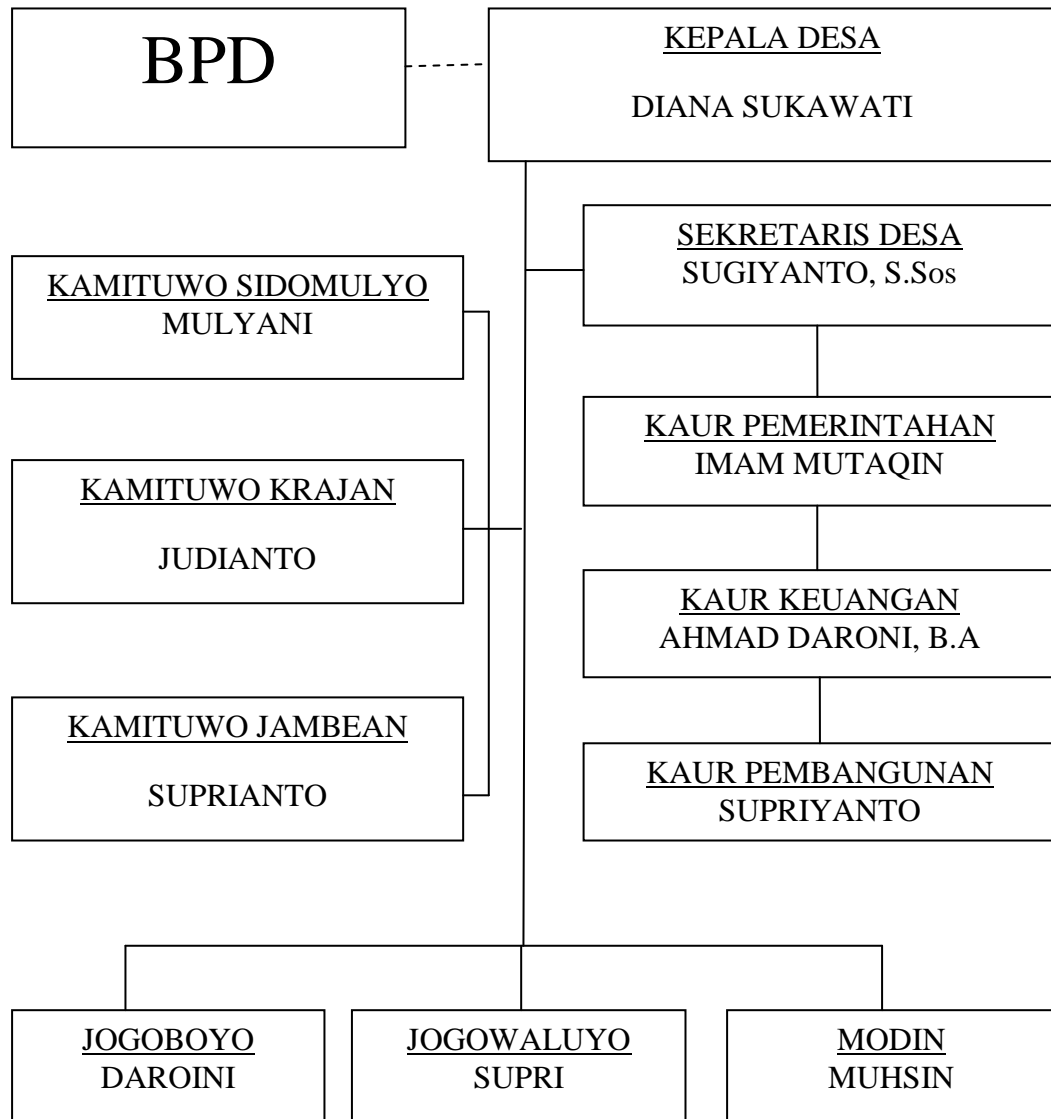 BPD
KEPALA DESA
DIANA SUKAWATI
SEKRETARIS DESA
SUGIYANTO, S.Sos
KAMITUWO SIDOMULYO
MULYANI
KAUR PEMERINTAHAN
IMAM MUTAQIN
KAMITUWO KRAJAN
JUDIANTO
KAUR KEUANGAN
AHMAD DARONI, B.A
KAMITUWO JAMBEAN
SUPRIANTO
KAUR PEMBANGUNAN
SUPRIYANTO
JOGOBOYO
DAROINI
JOGOWALUYO
SUPRI
MODIN
MUHSIN